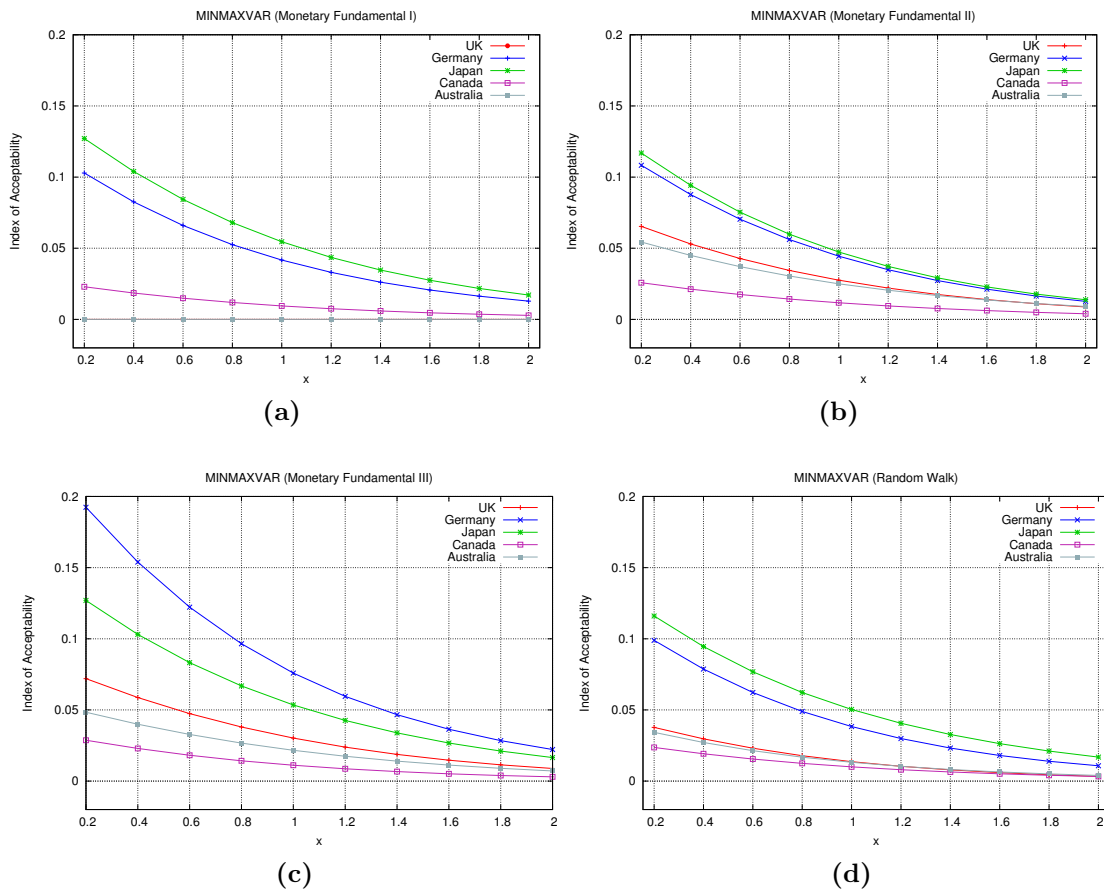 MINMAXVAR (Monetary Fundamental I)
0.2
0.15
0.1
0.05
0
Index of Acceptability
UK
Germany
Japan
Canada
Australia
0.2 0.4 0.6 0.8 1 1.2 1.4 1.6 1.8 2
x
(a)
MINMAXVAR (Monetary Fundamental II)
0.2
0.15
0.1
0.05
0
Index of Acceptability
UK
Germany
Japan
Canada
Australia
0.2 0.4 0.6 0.8 1 1.2 1.4 1.6 1.8 2
x
(b)
MINMAXVAR (Monetary Fundamental III)
0.2
0.15
0.1
0.05
0
Index of Acceptability
UK
Germany
Japan
Canada
Australia
0.2 0.4 0.6 0.8 1 1.2 1.4 1.6 1.8 2
x
(c)
MINMAXVAR (Random Walk)
0.2
0.15
0.1
0.05
0
Index of Acceptability
UK
Germany
Japan
Canada
Australia
0.2 0.4 0.6 0.8 1 1.2 1.4 1.6 1.8 2
x
(d)